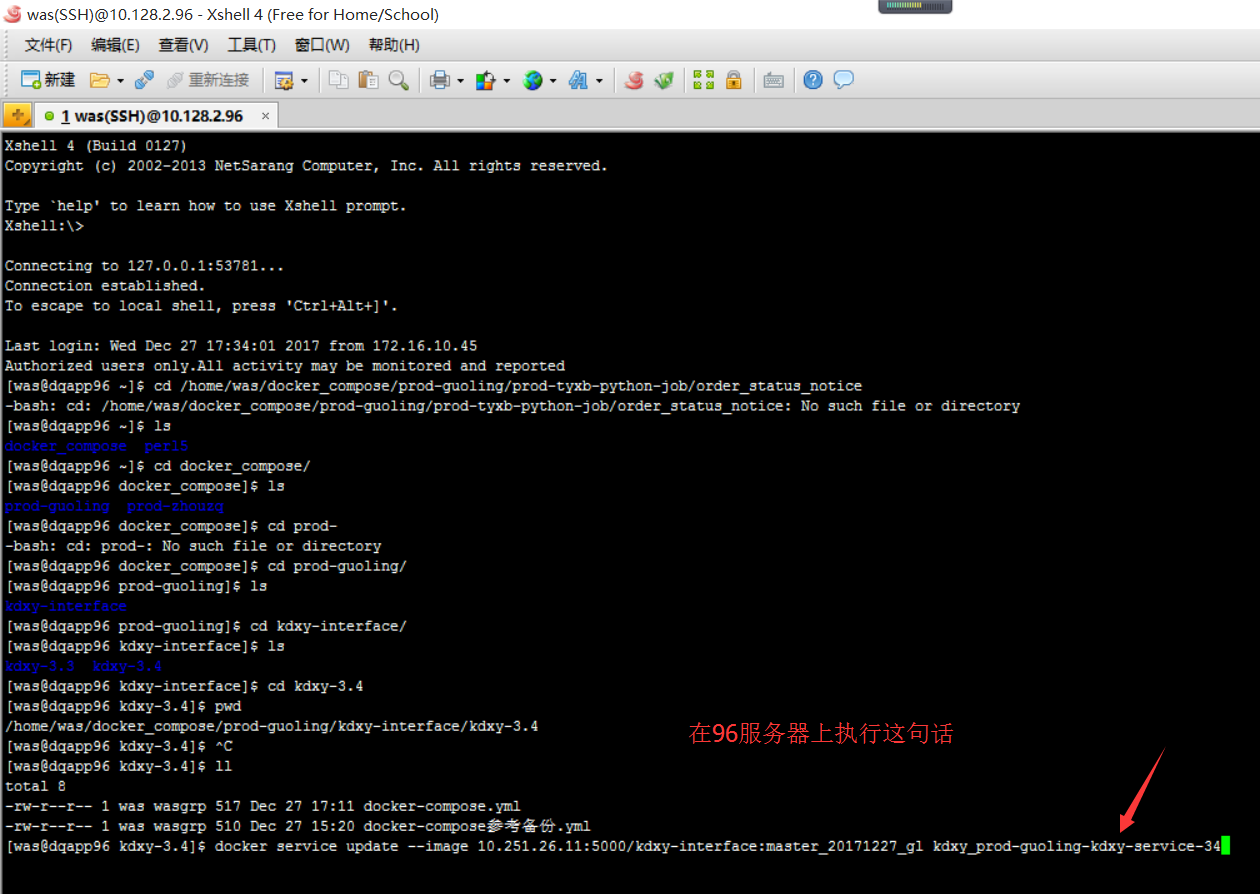 was(SSH)@10.128.2.96 - Xshell 4 (Free for Home/School)
文件(F) 编辑(E) 查看(V) 工具(T) 窗口(W) 帮助(H)
新建 重新连接
1 was(SSH)@10.128.2.96 ×
Xshell 4 (Build 0127)
Copyright (c) 2002-2013 NetSarang Computer, Inc. All rights reserved.
Type `help' to learn how to use Xshell prompt.
Xshell:\>
Connecting to 127.0.0.1:53781...
Connection established.
To escape to local shell, press 'Ctrl+Alt+]'.
Last login: Wed Dec 27 17:34:01 2017 from 172.16.10.45
Authorized users only.All activity may be monitored and reported
[was@dqapp96 ~]$ cd /home/was/docker_compose/prod-guoling/prod-tyxb-python-job/order_status_notice
-bash: cd: /home/was/docker_compose/prod-guoling/prod-tyxb-python-job/order_status_notice: No such file or directory
[was@dqapp96 ~]$ ls
docker_compose perl5
[was@dqapp96 ~]$ cd docker_compose/
[was@dqapp96 docker_compose]$ ls
prod-guoling prod-zhouzq
[was@dqapp96 docker_compose]$ cd prod-
-bash: cd: prod-: No such file or directory
[was@dqapp96 docker_compose]$ cd prod-guoling/
[was@dqapp96 prod-guoling]$ ls
kdxy-interface
[was@dqapp96 prod-guoling]$ cd kdxy-interface/
[was@dqapp96 kdxy-interface]$ ls
kdxy-3.3 kdxy-3.4
[was@dqapp96 kdxy-interface]$ cd kdxy-3.4
[was@dqapp96 kdxy-3.4]$ pwd
/home/was/docker_compose/prod-guoling/kdxy-interface/kdxy-3.4
在96服务器上执行这句话
[was@dqapp96 kdxy-3.4]$ ^C
[was@dqapp96 kdxy-3.4]$ ll
total 8
-rw-r--r-- 1 was wasgrp 517 Dec 27 17:11 docker-compose.yml
-rw-r--r-- 1 was wasgrp 510 Dec 27 15:20 docker-compose参考备份.yml
[was@dqapp96 kdxy-3.4]$ docker service update --image 10.251.26.11:5000/kdxy-interface:master_20171227_gl kdxy_prod-guoling-kdxy-service-34